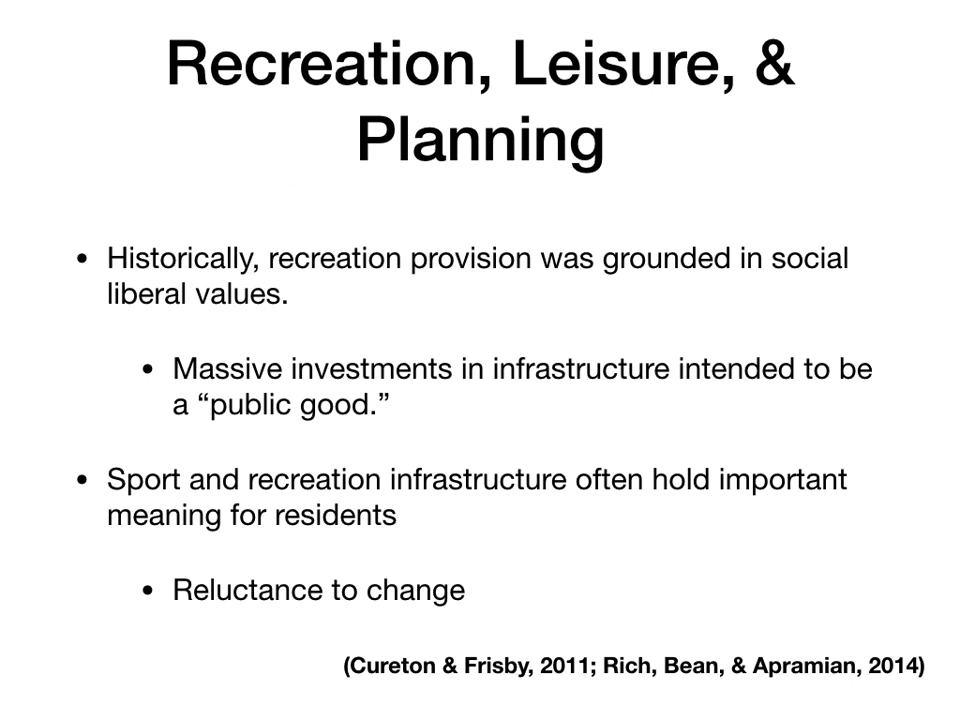 Recreation, Leisure, &
Planning
• Historically, recreation provision was grounded in social
liberal values.
• Massive investments in infrastructure intended to be
a “public good.”
• Sport and recreation infrastructure often hold important
meaning for residents
• Reluctance to change
(Cureton & Frisby, 2011; Rich, Bean, & Apramian, 2014)